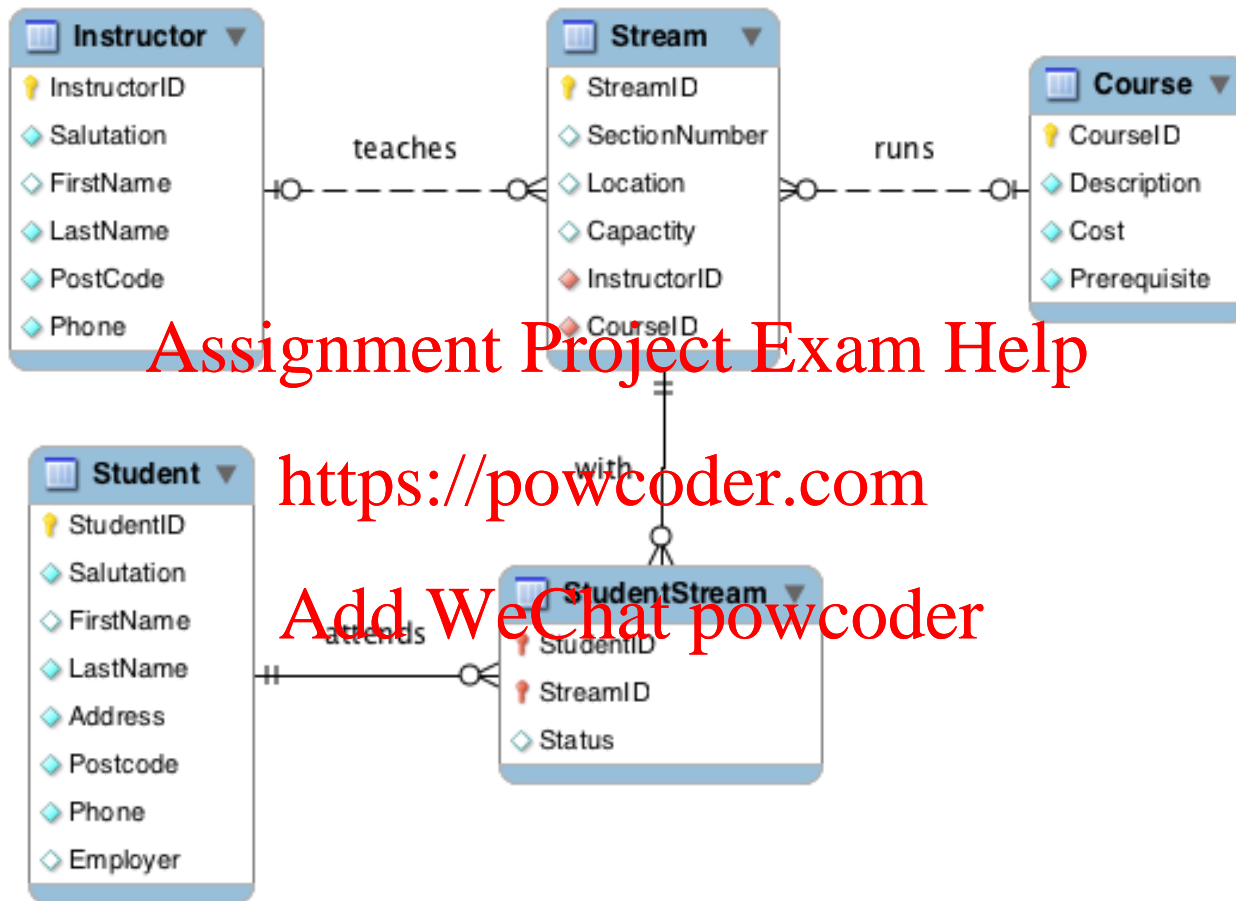 Instructor
InstructorID
Salutation
FirstName
LastName
PostCode
Phone
teaches
Stream
StreamID
SectionNumber
Location
Capactity
InstructorID
CourseID
runs
Course
CourseID
Description
Cost
Prerequisite
Assignment Project Exam Help
with
https://powcoder.com
Student
StudentID
Salutation
FirstName
LastName
Address
Postcode
Phone
Employer
Add WeChat powcoder
attends
StudentStream
StudentID
StreamID
Status